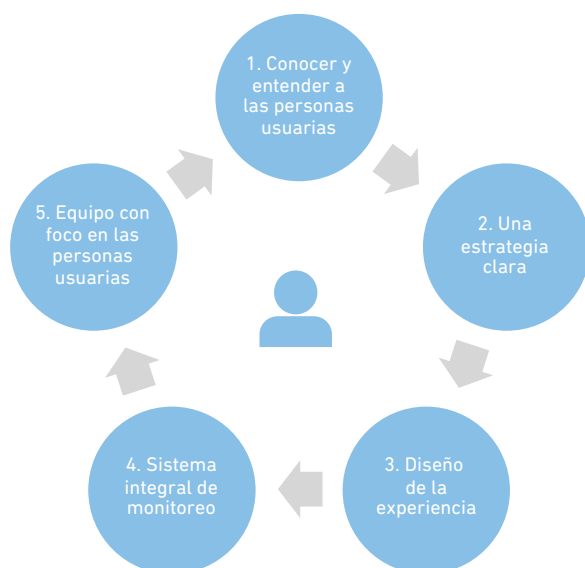 1. Conocer y
entender a
las personas
usuarias
2. Una
estrategia
clara
3. Diseño
de la
experiencia
4. Sistema
integral de
monitoreo
5. Equipo con
foco en las
personas
usuarias